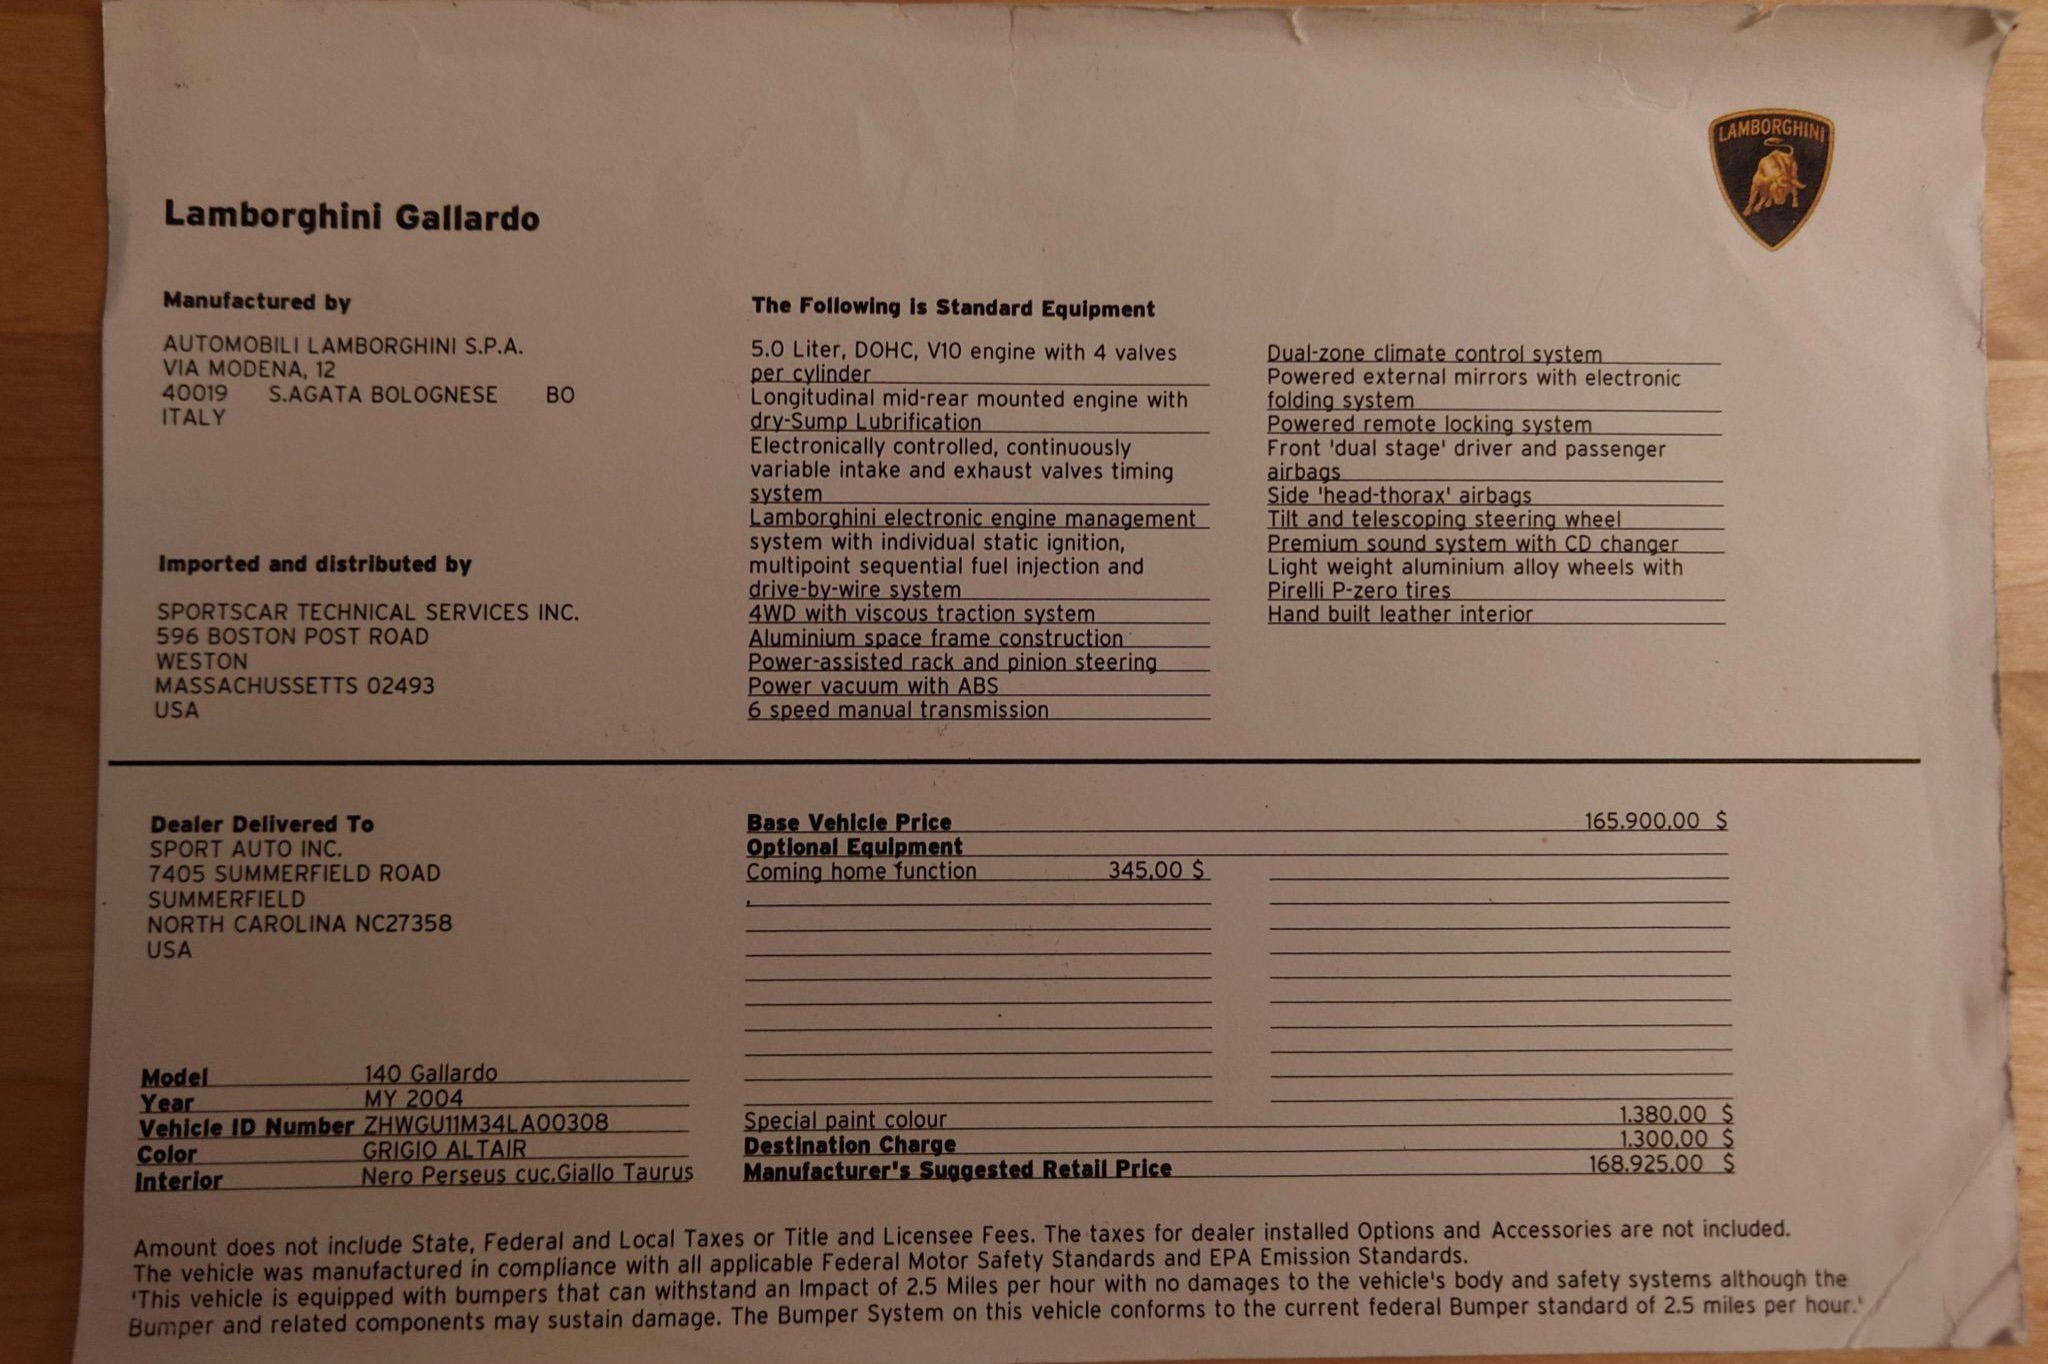 LAMBORGHINI
Lamborghini Gallardo
Manufactured by
AUTOMOBILI LAMBORGHINI S.P.A.
VIA MODENA, 12
40019 S.AGATA BOLOGNESE BO
ITALY
Imported and distributed by
SPORTSCAR TECHNICAL SERVICES INC.
596 BOSTON POST ROAD
WESTON
MASSACHUSSETTS 02493
USA
The Following is Standard Equipment
5.0 Liter, DOHC, V10 engine with 4 valves
per cylinder
Longitudinal mid-rear mounted engine with
dry-Sump Lubrification
Electronically controlled, continuously
variable intake and exhaust valves timing
system
Lamborghini electronic engine management
system with individual static ignition,
multipoint sequential fuel injection and
drive-by-wire system
4WD with viscous traction system
Aluminium space frame construction
Power-assisted rack and pinion steering
Power vacuum with ABS
6 speed manual transmission
Dual-zone climate control system
Powered external mirrors with electronic
folding system
Powered remote locking system
Front 'dual stage' driver and passenger
airbags
Side 'head-thorax' airbags
Tilt and telescoping steering wheel
Premium sound system with CD changer
Light weight aluminium alloy wheels with
Pirelli P-zero tires
Hand built leather interior
Dealer Delivered To
SPORT AUTO INC.
7405 SUMMERFIELD ROAD
SUMMERFIELD
NORTH CAROLINA NC27358
USA
Model 140 Gallardo
Year MY 2004
Vehicle ID Number ZHWGU11M34LA00308
Color GRIGIO ALTAIR
Interior Nero Perseus cuc.Giallo Taurus
Base Vehicle Price 165.900,00 $
Optional Equipment
Coming home function 345,00 $
Special paint colour 1.380,00 $
Destination Charge 1.300,00 $
Manufacturer's Suggested Retail Price 168.925,00 $
Amount does not include State, Federal and Local Taxes or Title and Licensee Fees. The taxes for dealer installed Options and Accessories are not included.
The vehicle was manufactured in compliance with all applicable Federal Motor Safety Standards and EPA Emission Standards.
'This vehicle is equipped with bumpers that can withstand an Impact of 2.5 Miles per hour with no damages to the vehicle's body and safety systems although the
Bumper and related components may sustain damage. The Bumper System on this vehicle conforms to the current federal Bumper standard of 2.5 miles per hour.'